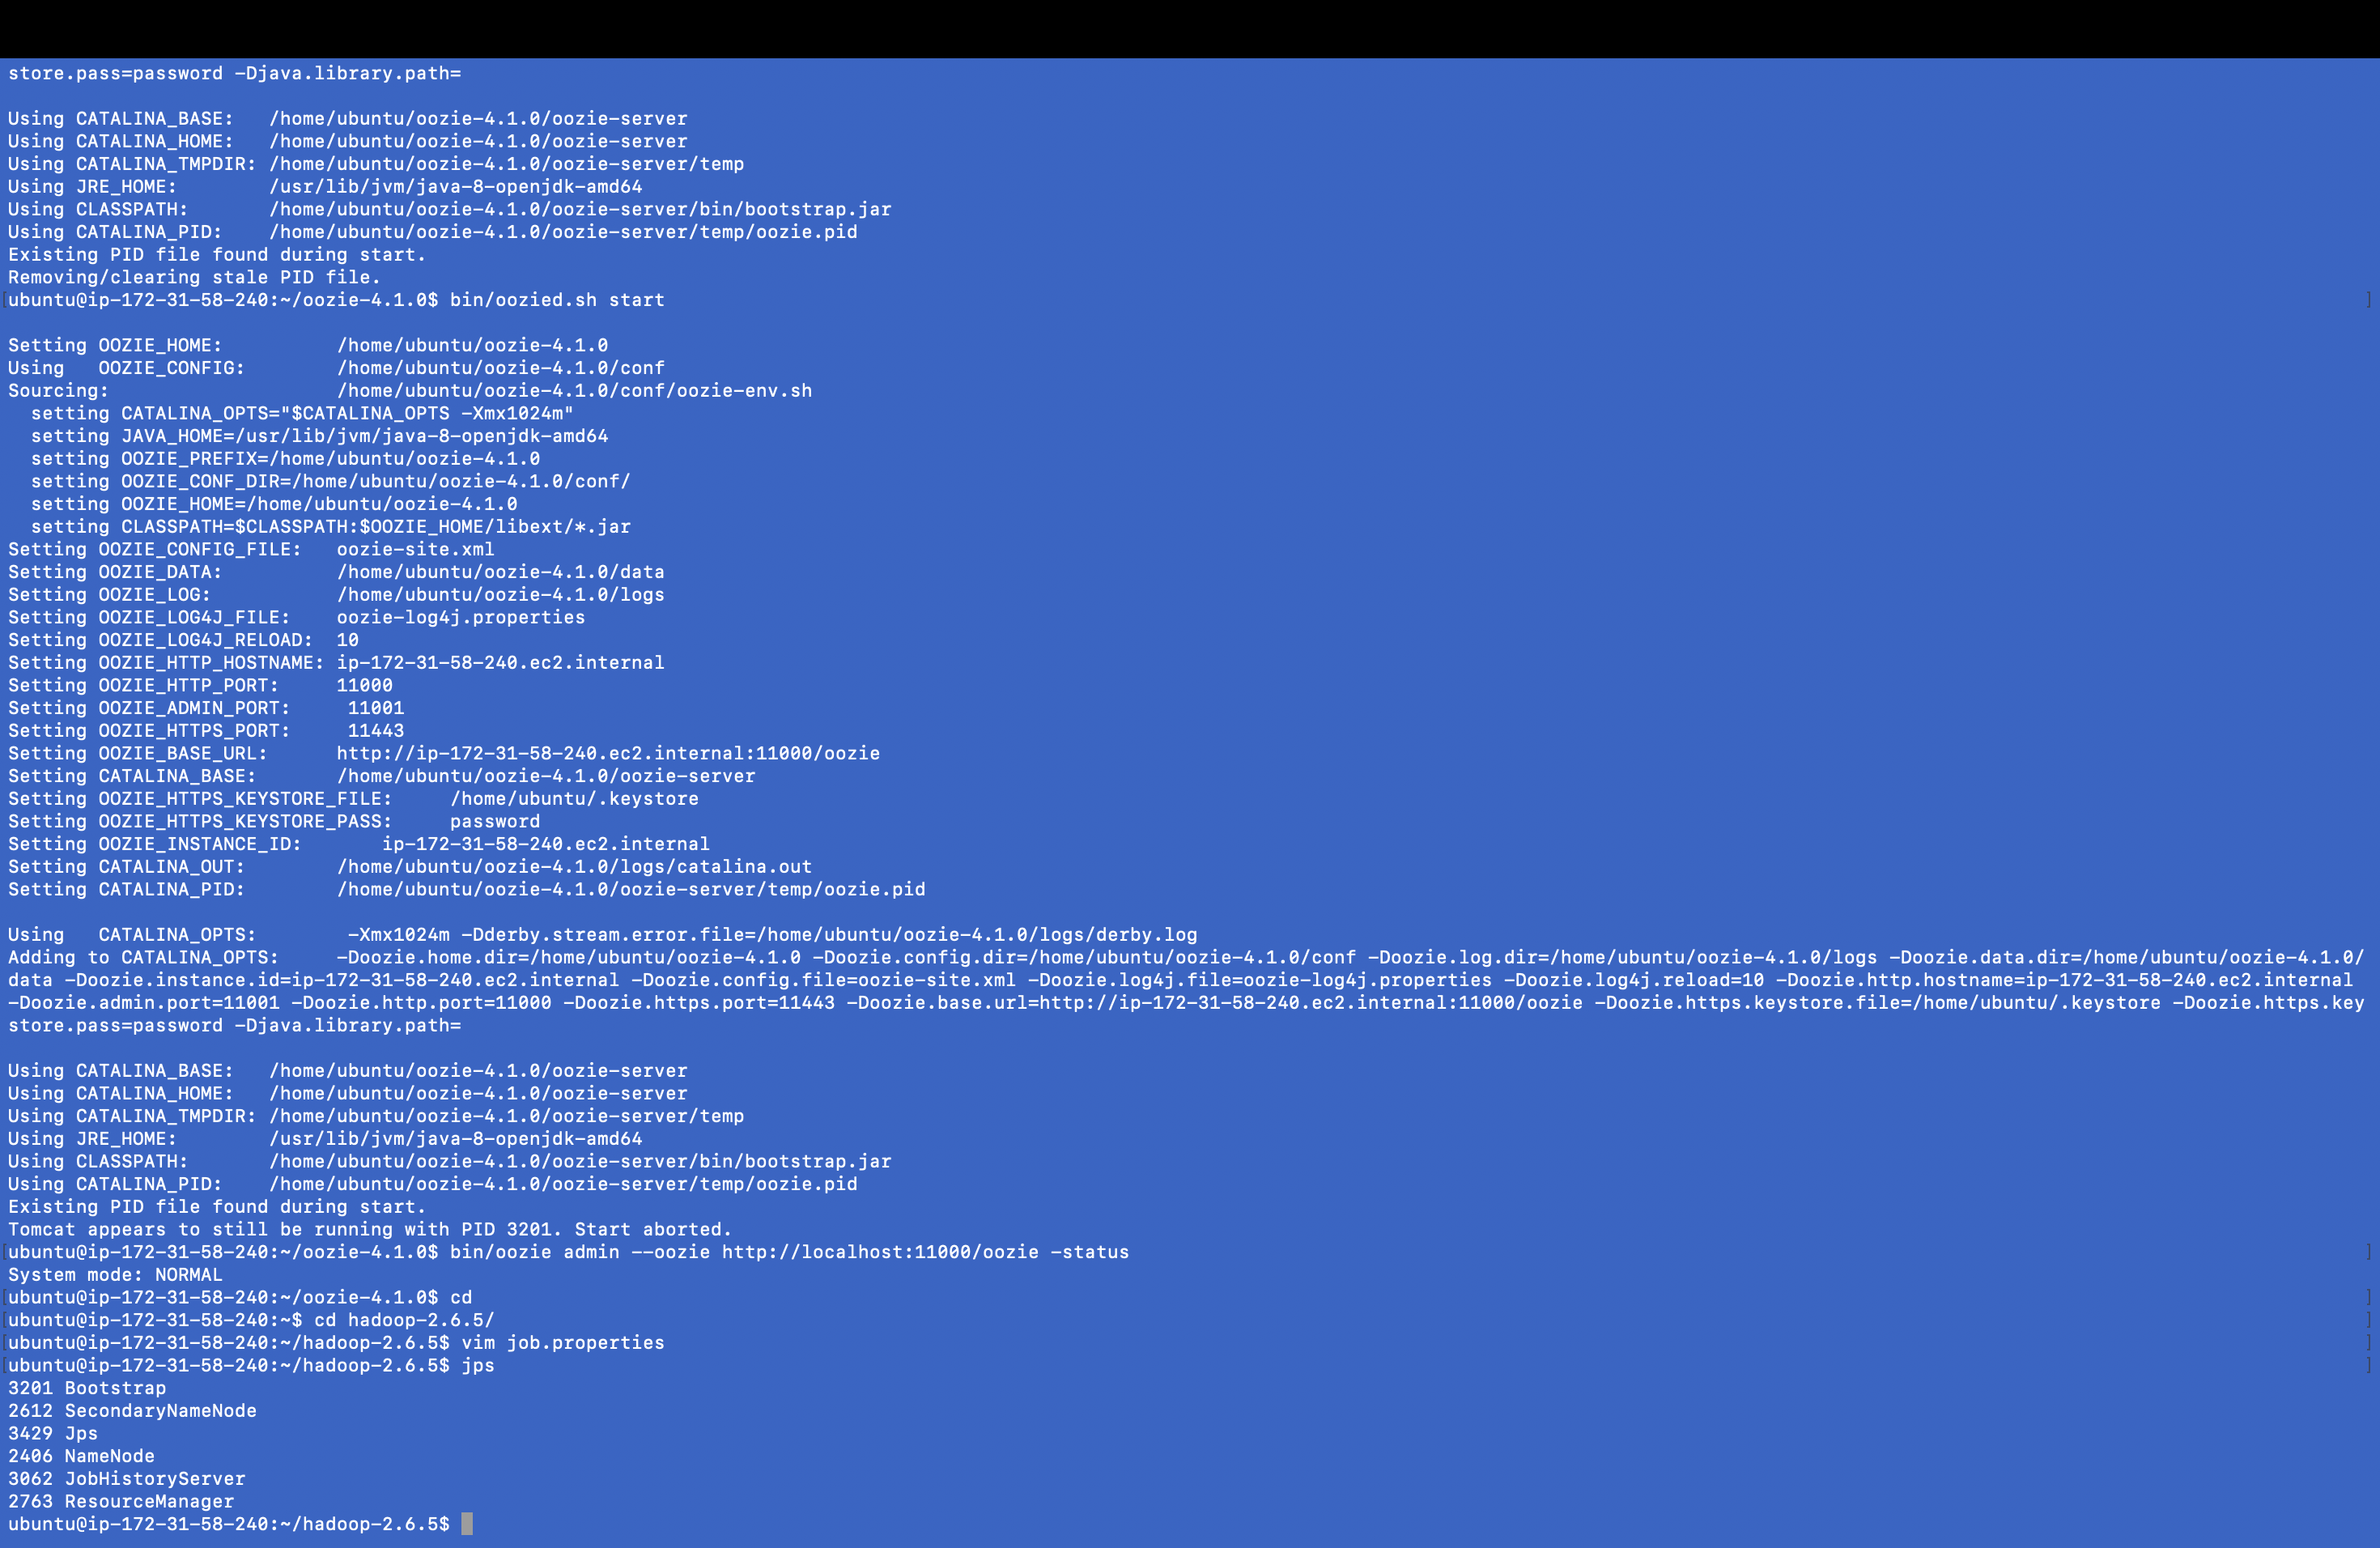 store.pass=password -Djava.library.path=

Using CATALINA_BASE:   /home/ubuntu/oozie-4.1.0/oozie-server
Using CATALINA_HOME:   /home/ubuntu/oozie-4.1.0/oozie-server
Using CATALINA_TMPDIR: /home/ubuntu/oozie-4.1.0/oozie-server/temp
Using JRE_HOME:        /usr/lib/jvm/java-8-openjdk-amd64
Using CLASSPATH:       /home/ubuntu/oozie-4.1.0/oozie-server/bin/bootstrap.jar
Using CATALINA_PID:    /home/ubuntu/oozie-4.1.0/oozie-server/temp/oozie.pid
Existing PID file found during start.
Removing/clearing stale PID file.
[ubuntu@ip-172-31-58-240:~/oozie-4.1.0$ bin/oozied.sh start ]

Setting OOZIE_HOME:          /home/ubuntu/oozie-4.1.0
Using   OOZIE_CONFIG:        /home/ubuntu/oozie-4.1.0/conf
Sourcing:                    /home/ubuntu/oozie-4.1.0/conf/oozie-env.sh
  setting CATALINA_OPTS="$CATALINA_OPTS -Xmx1024m"
  setting JAVA_HOME=/usr/lib/jvm/java-8-openjdk-amd64
  setting OOZIE_PREFIX=/home/ubuntu/oozie-4.1.0
  setting OOZIE_CONF_DIR=/home/ubuntu/oozie-4.1.0/conf/
  setting OOZIE_HOME=/home/ubuntu/oozie-4.1.0
  setting CLASSPATH=$CLASSPATH:$OOZIE_HOME/libext/*.jar
Setting OOZIE_CONFIG_FILE:   oozie-site.xml
Setting OOZIE_DATA:          /home/ubuntu/oozie-4.1.0/data
Setting OOZIE_LOG:           /home/ubuntu/oozie-4.1.0/logs
Setting OOZIE_LOG4J_FILE:    oozie-log4j.properties
Setting OOZIE_LOG4J_RELOAD:  10
Setting OOZIE_HTTP_HOSTNAME: ip-172-31-58-240.ec2.internal
Setting OOZIE_HTTP_PORT:     11000
Setting OOZIE_ADMIN_PORT:     11001
Setting OOZIE_HTTPS_PORT:     11443
Setting OOZIE_BASE_URL:      http://ip-172-31-58-240.ec2.internal:11000/oozie
Setting CATALINA_BASE:       /home/ubuntu/oozie-4.1.0/oozie-server
Setting OOZIE_HTTPS_KEYSTORE_FILE:     /home/ubuntu/.keystore
Setting OOZIE_HTTPS_KEYSTORE_PASS:     password
Setting OOZIE_INSTANCE_ID:       ip-172-31-58-240.ec2.internal
Setting CATALINA_OUT:        /home/ubuntu/oozie-4.1.0/logs/catalina.out
Setting CATALINA_PID:        /home/ubuntu/oozie-4.1.0/oozie-server/temp/oozie.pid

Using   CATALINA_OPTS:        -Xmx1024m -Dderby.stream.error.file=/home/ubuntu/oozie-4.1.0/logs/derby.log
Adding to CATALINA_OPTS:     -Doozie.home.dir=/home/ubuntu/oozie-4.1.0 -Doozie.config.dir=/home/ubuntu/oozie-4.1.0/conf -Doozie.log.dir=/home/ubuntu/oozie-4.1.0/logs -Doozie.data.dir=/home/ubuntu/oozie-4.1.0/
data -Doozie.instance.id=ip-172-31-58-240.ec2.internal -Doozie.config.file=oozie-site.xml -Doozie.log4j.file=oozie-log4j.properties -Doozie.log4j.reload=10 -Doozie.http.hostname=ip-172-31-58-240.ec2.internal
-Doozie.admin.port=11001 -Doozie.http.port=11000 -Doozie.https.port=11443 -Doozie.base.url=http://ip-172-31-58-240.ec2.internal:11000/oozie -Doozie.https.keystore.file=/home/ubuntu/.keystore -Doozie.https.key
store.pass=password -Djava.library.path=

Using CATALINA_BASE:   /home/ubuntu/oozie-4.1.0/oozie-server
Using CATALINA_HOME:   /home/ubuntu/oozie-4.1.0/oozie-server
Using CATALINA_TMPDIR: /home/ubuntu/oozie-4.1.0/oozie-server/temp
Using JRE_HOME:        /usr/lib/jvm/java-8-openjdk-amd64
Using CLASSPATH:       /home/ubuntu/oozie-4.1.0/oozie-server/bin/bootstrap.jar
Using CATALINA_PID:    /home/ubuntu/oozie-4.1.0/oozie-server/temp/oozie.pid
Existing PID file found during start.
Tomcat appears to still be running with PID 3201. Start aborted.
[ubuntu@ip-172-31-58-240:~/oozie-4.1.0$ bin/oozie admin --oozie http://localhost:11000/oozie -status ]
System mode: NORMAL
[ubuntu@ip-172-31-58-240:~/oozie-4.1.0$ cd ]
[ubuntu@ip-172-31-58-240:~$ cd hadoop-2.6.5/ ]
[ubuntu@ip-172-31-58-240:~/hadoop-2.6.5$ vim job.properties ]
[ubuntu@ip-172-31-58-240:~/hadoop-2.6.5$ jps ]
3201 Bootstrap
2612 SecondaryNameNode
3429 Jps
2406 NameNode
3062 JobHistoryServer
2763 ResourceManager
ubuntu@ip-172-31-58-240:~/hadoop-2.6.5$